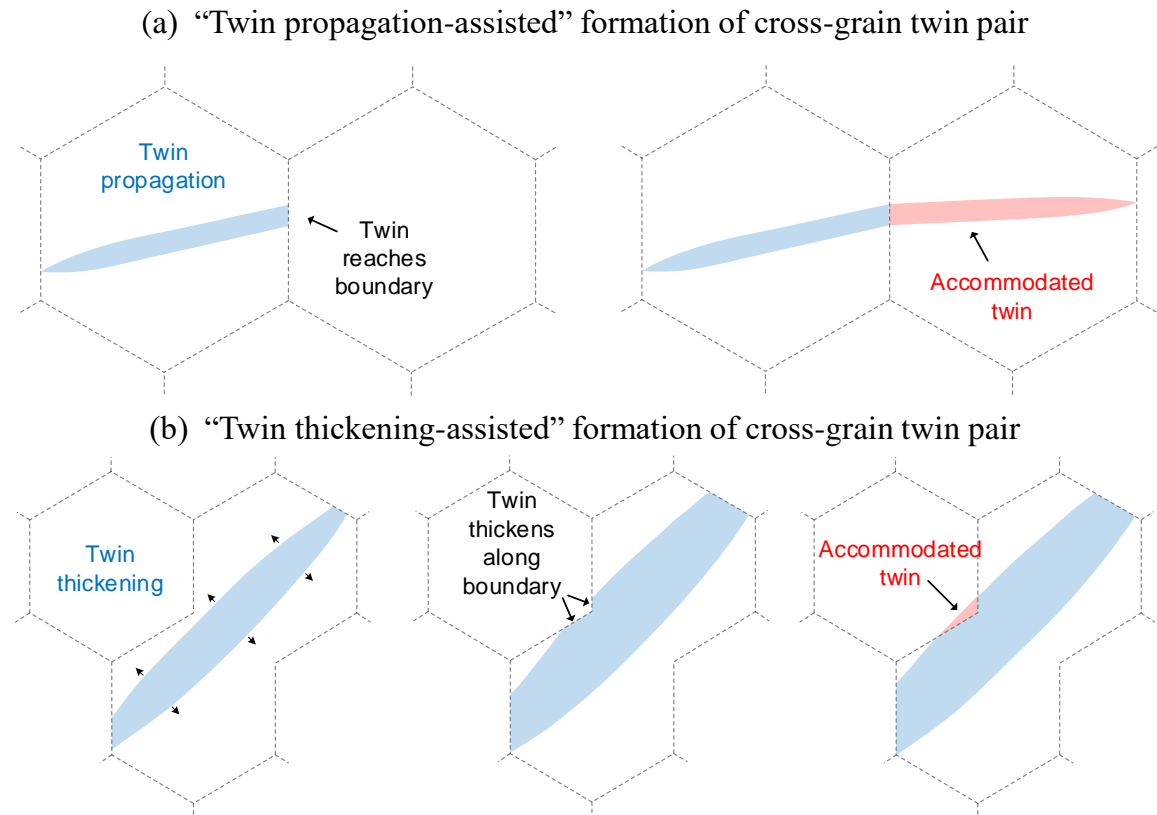 (a) “Twin propagation-assisted” formation of cross-grain twin pair
Twin
propagation
Twin
reaches
boundary
Accommodated
twin
(b) “Twin thickening-assisted” formation of cross-grain twin pair
Twin
thickening
Twin
thickens
along
boundary
Accommodated
twin